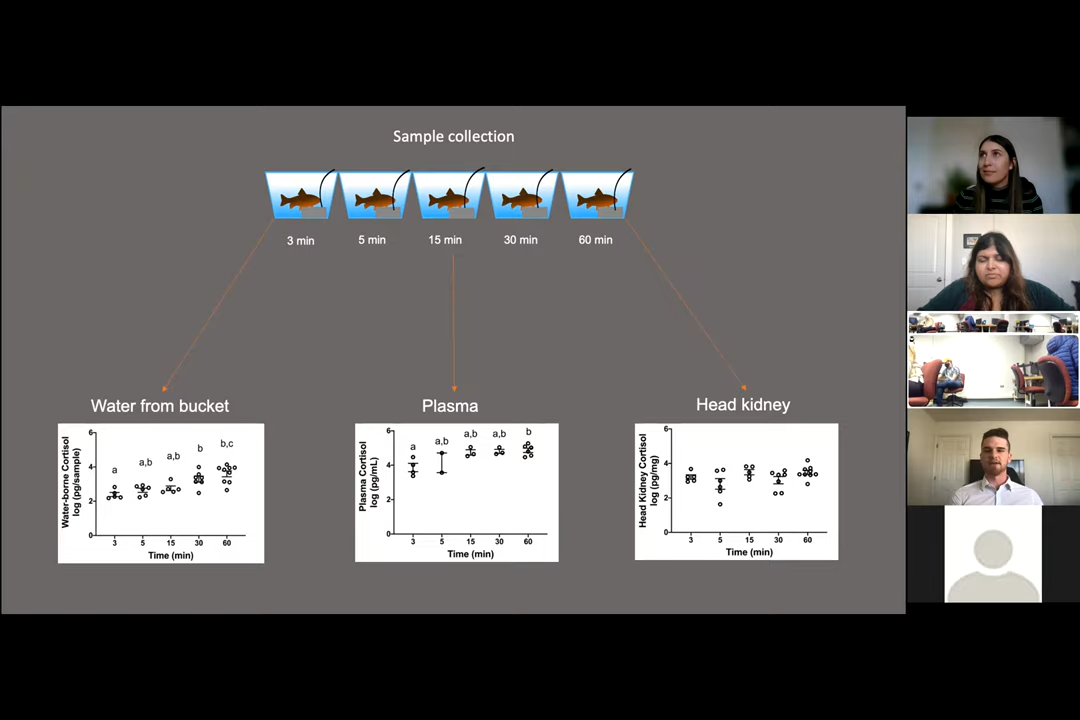 Sample collection
3 min
5 min
15 min
30 min
60 min
Water from bucket
Water-borne Cortisol
log (pg/sample)
6
4
2
0
a
a,b
a,b
b
b,c
3
5
15
30
60
Time (min)
Plasma
Plasma Cortisol
log (pg/mL)
6
4
2
0
a
a,b
a,b
a,b
b
3
5
15
30
60
Time (min)
Head kidney
Head Kidney Cortisol
log (pg/mg)
6
4
2
0
3
5
15
30
60
Time (min)